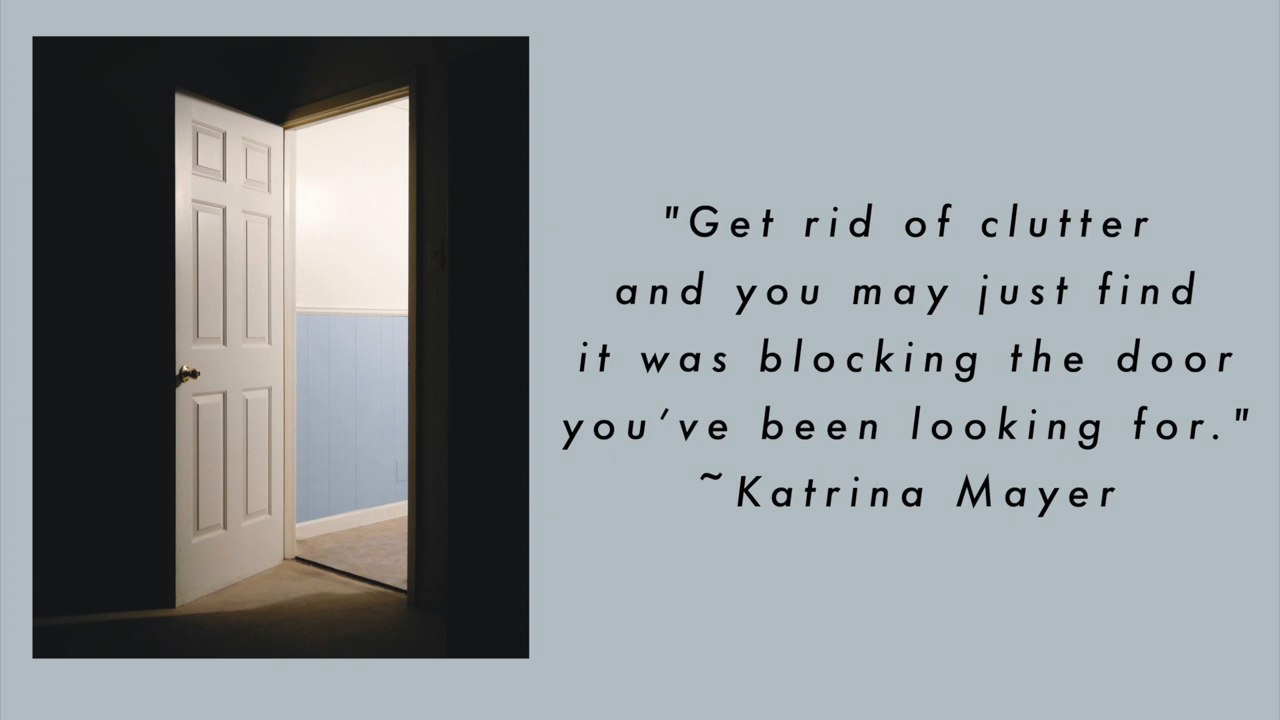 "Get rid of clutter
and you may just find
it was blocking the door
you’ve been looking for."
~Katrina Mayer